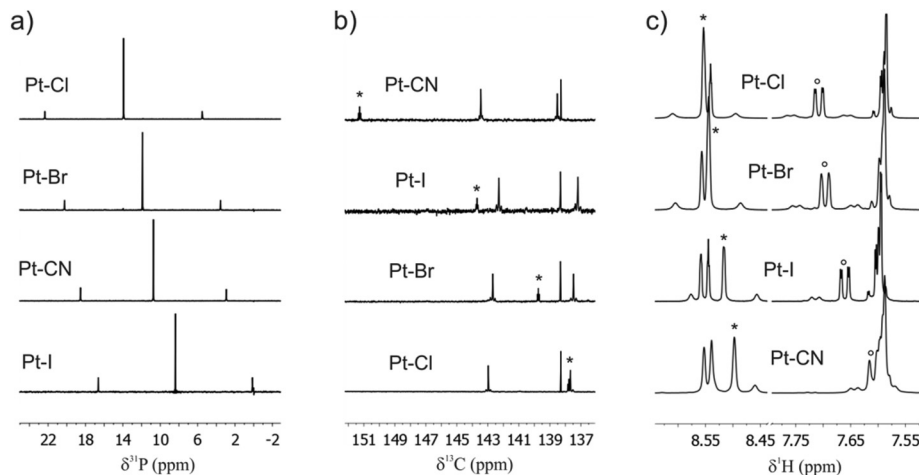 a)
Pt-Cl
Pt-Br
Pt-CN
Pt-I
22 18 14 10 6 2 -2
δ³¹P (ppm)
b)
Pt-CN
*
Pt-I
*
Pt-Br
*
Pt-Cl
*
151 149 147 145 143 141 139 137
δ¹³C (ppm)
c)
*
Pt-Cl
°
*
Pt-Br
°
*
Pt-I
°
*
Pt-CN
°
8.55 8.45 7.75 7.65 7.55
δ¹H (ppm)